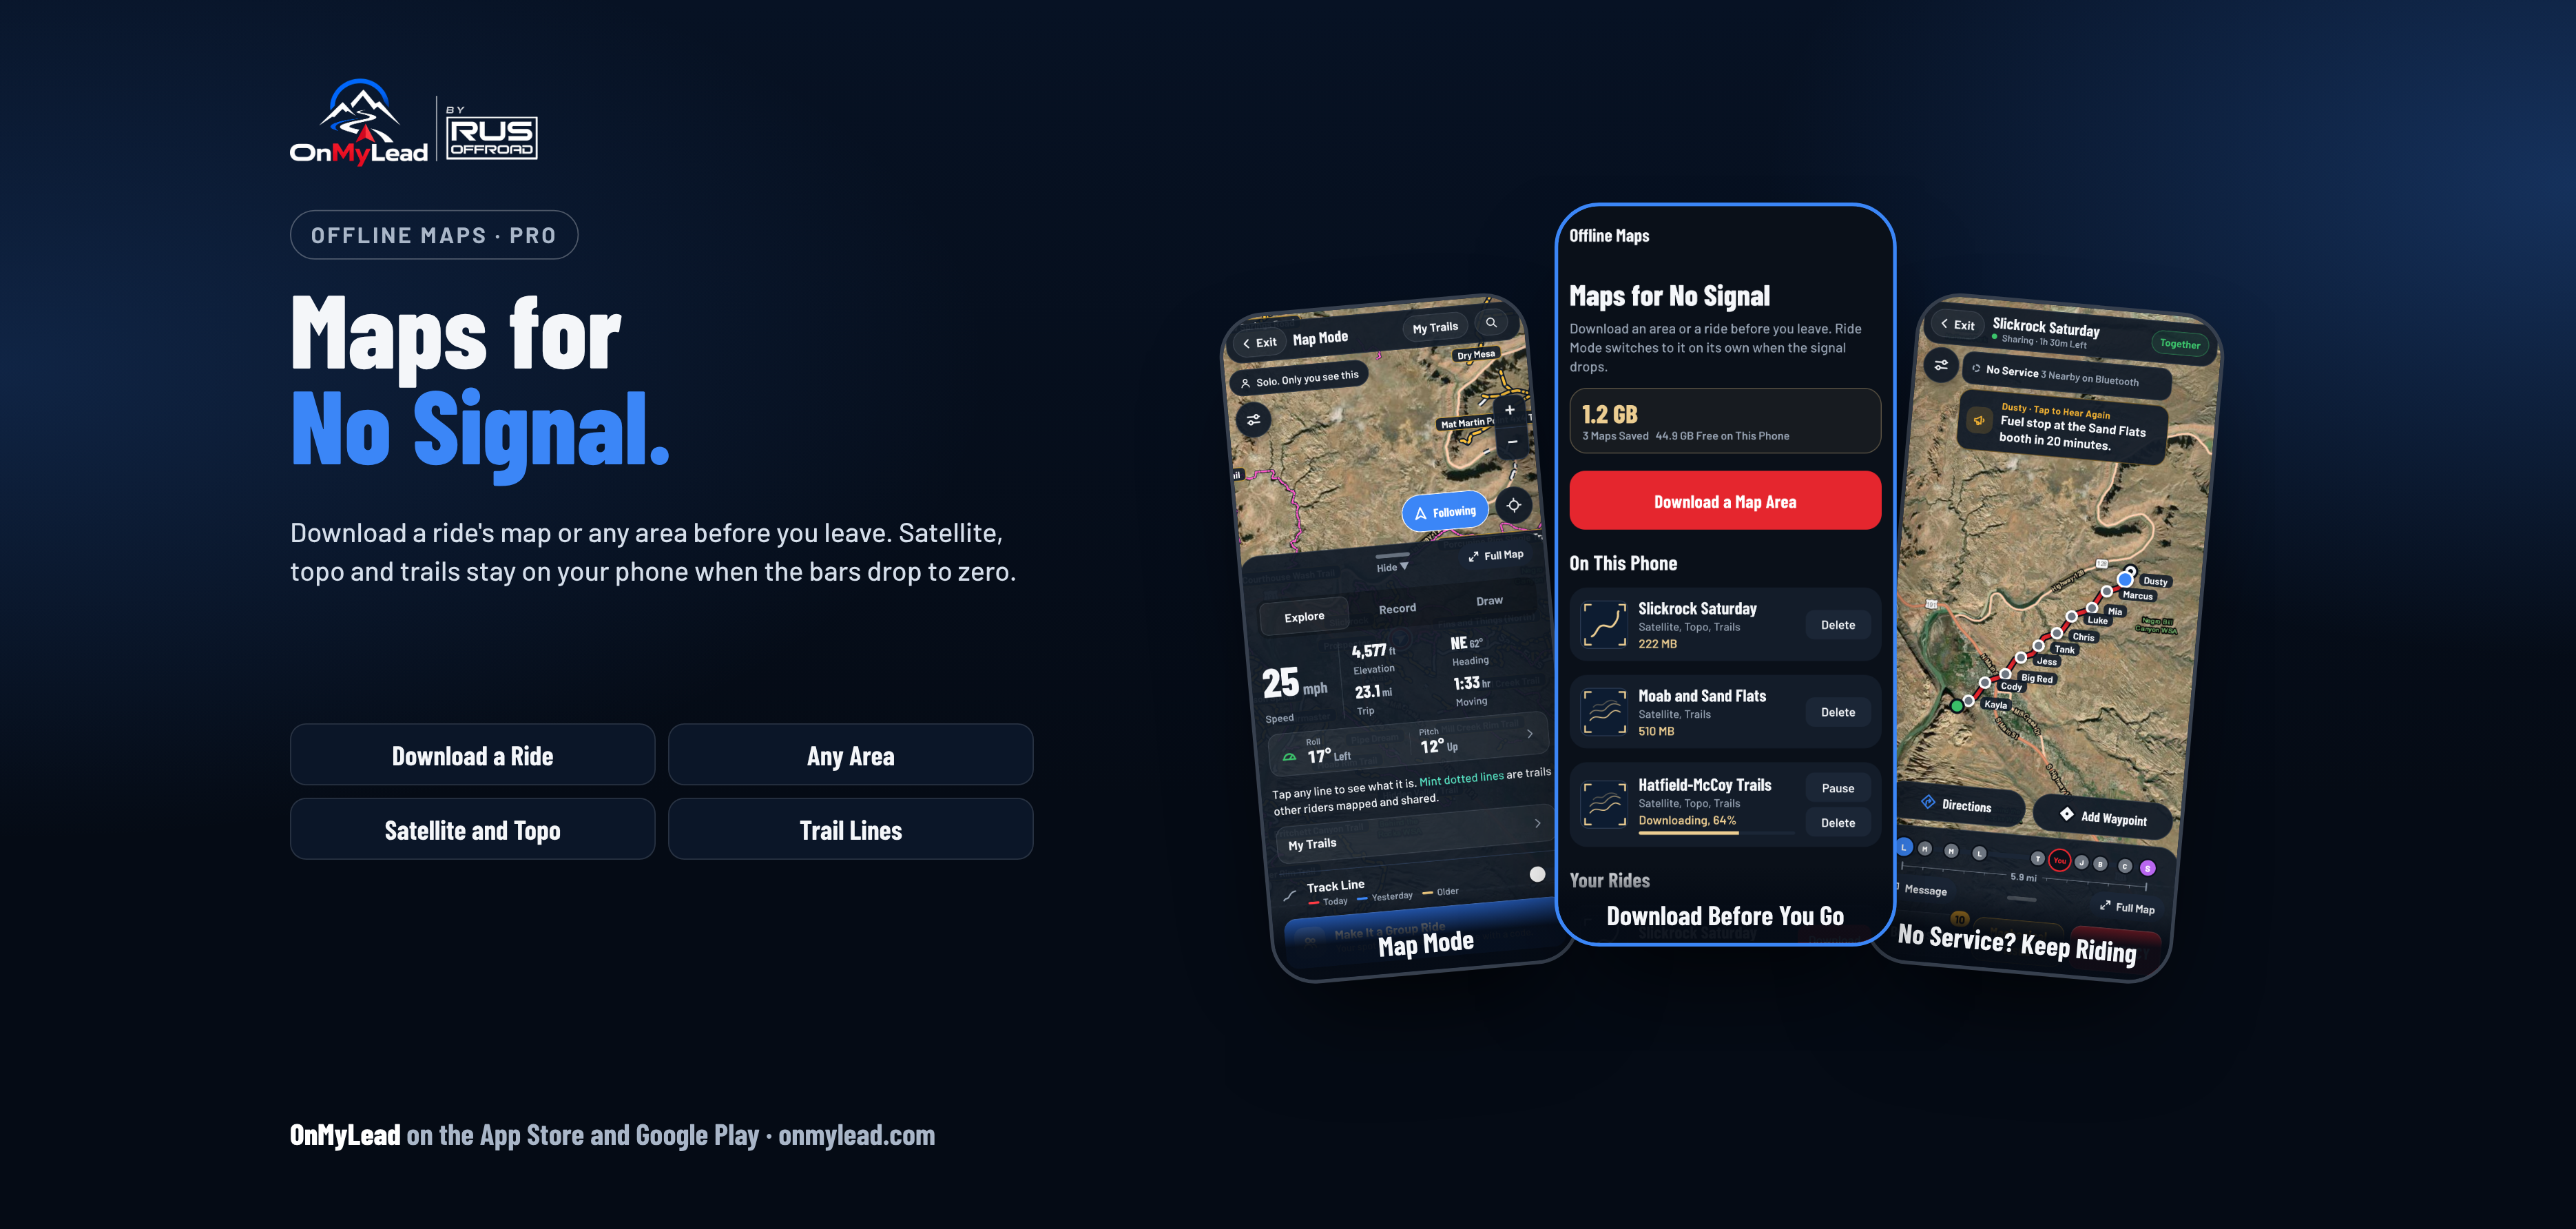 OnMyLead
BY
RUS
OFFROAD
OFFLINE MAPS · PRO
Maps for
No Signal.
Download a ride's map or any area before you leave. Satellite,
topo and trails stay on your phone when the bars drop to zero.
Download a Ride
Any Area
Satellite and Topo
Trail Lines
OnMyLead on the App Store and Google Play · onmylead.com
Exit
Map Mode
My Trails
Dry Mesa
Solo. Only you see this
+
Mat Martin
−
Following
Hide
Full Map
Explore
Record
Draw
25 mph
Speed
4,577 ft
Elevation
NE 62°
Heading
23.1 mi
Trip
1:33 hr
Moving
Roll
17° Left
Pitch
12° Up
Tap any line to see what it is. Mint dotted lines are trails
other riders mapped and shared.
My Trails
Track Line
Today
Yesterday
Older
Make It a Group Ride
Map Mode
Offline Maps
Maps for No Signal
Download an area or a ride before you leave. Ride
Mode switches to it on its own when the signal
drops.
1.2 GB
3 Maps Saved 44.9 GB Free on This Phone
Download a Map Area
On This Phone
Slickrock Saturday
Satellite, Topo, Trails
222 MB
Delete
Moab and Sand Flats
Satellite, Trails
510 MB
Delete
Hatfield-McCoy Trails
Satellite, Topo, Trails
Downloading, 64%
Pause
Delete
Your Rides
Slickrock Saturday
Download Before You Go
Exit
Slickrock Saturday
Sharing · 1h 30m Left
Together
No Service 3 Nearby on Bluetooth
Dusty · Tap to Hear Again
Fuel stop at the Sand Flats
booth in 20 minutes.
Dusty
Marcus
Mia
Luke
Chris
Tank
Jess
Big Red
Cody
Kayla
Directions
Add Waypoint
L
M
M
L
T
You
J
B
C
S
5.9 mi
Message
Full Map
10
No Service? Keep Riding